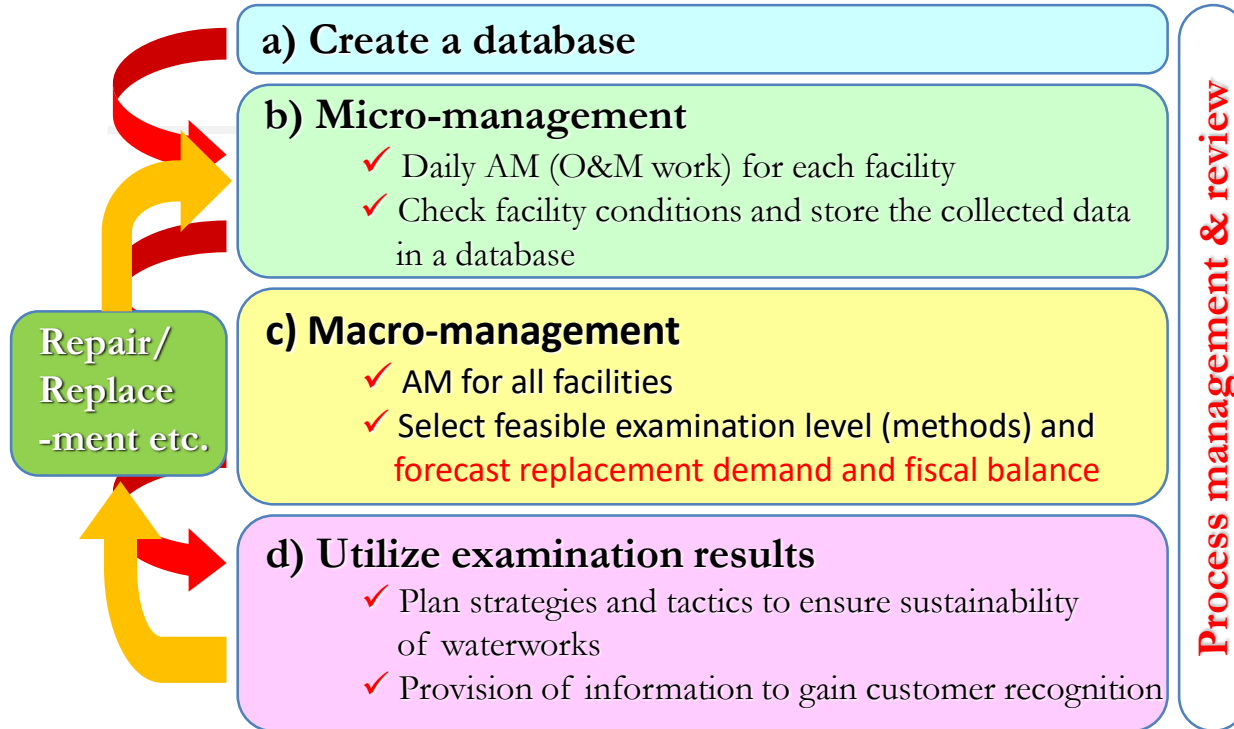 a) Create a database
b) Micro-management
✓ Daily AM (O&M work) for each facility
✓ Check facility conditions and store the collected data
in a database
c) Macro-management
✓ AM for all facilities
✓ Select feasible examination level (methods) and
forecast replacement demand and fiscal balance
d) Utilize examination results
✓ Plan strategies and tactics to ensure sustainability
of waterworks
✓ Provision of information to gain customer recognition
Repair/
Replace
-ment etc.
Process management & review